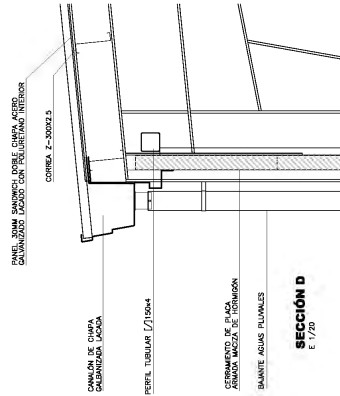 PANEL 30MM SANDWICH DOBLE CHAPA ACERO
GALVANIZADO LACADO CON POLIURETANO INTERIOR
CORREA Z-300X2.5
CANALÓN DE CHAPA
GALBANIZADA LACADA
PERFIL TUBULAR [/]150x4
CERRAMIENTO DE PLACA
ARMADA MACIZA DE HORMIGÓN
BAJANTE AGUAS PLUVIALES
SECCIÓN D
E 1/20